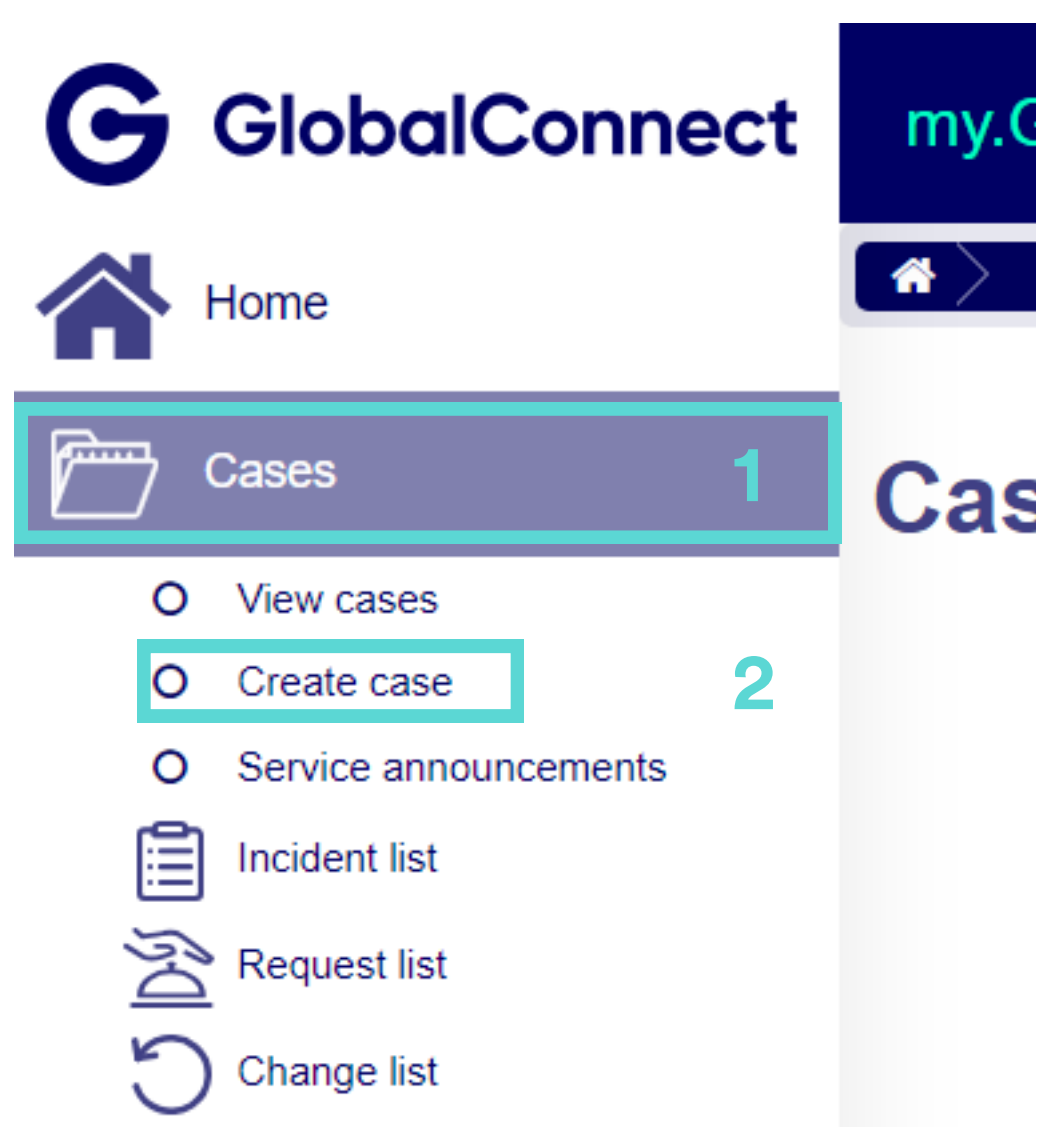 GlobalConnect
my.G
Home
Cases 1
Cas
View cases
Create case 2
Service announcements
Incident list
Request list
Change list